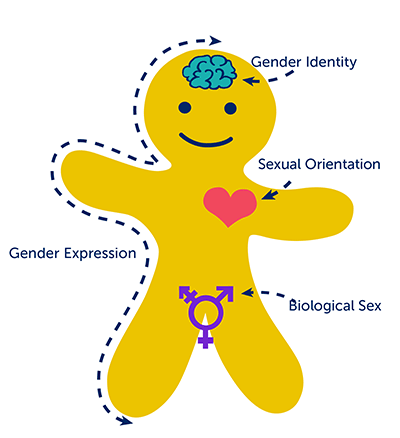 Gender Identity
Sexual Orientation
Gender Expression
Biological Sex